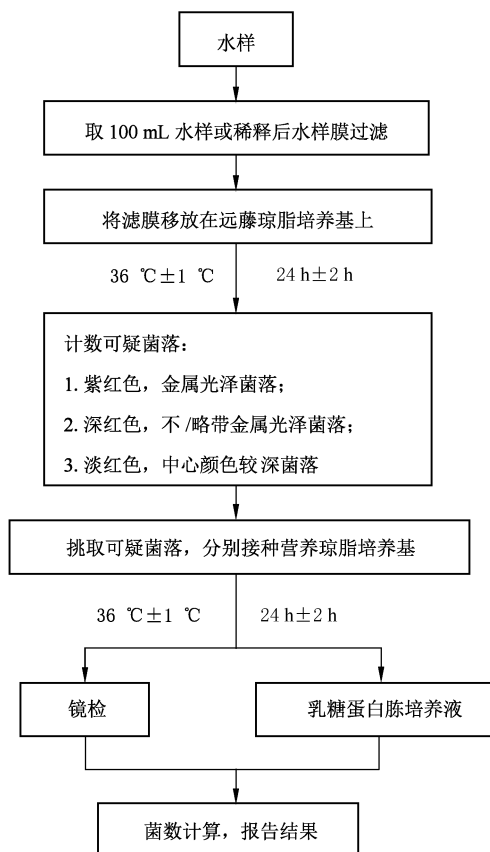 水样
取 100 mL 水样或稀释后水样膜过滤
将滤膜移放在远藤琼脂培养基上
36 ℃±1 ℃ 24 h±2 h
计数可疑菌落：
1. 紫红色，金属光泽菌落；
2. 深红色，不/略带金属光泽菌落；
3. 淡红色，中心颜色较深菌落
挑取可疑菌落，分别接种营养琼脂培养基
36 ℃±1 ℃ 24 h±2 h
镜检 乳糖蛋白胨培养液
菌数计算，报告结果